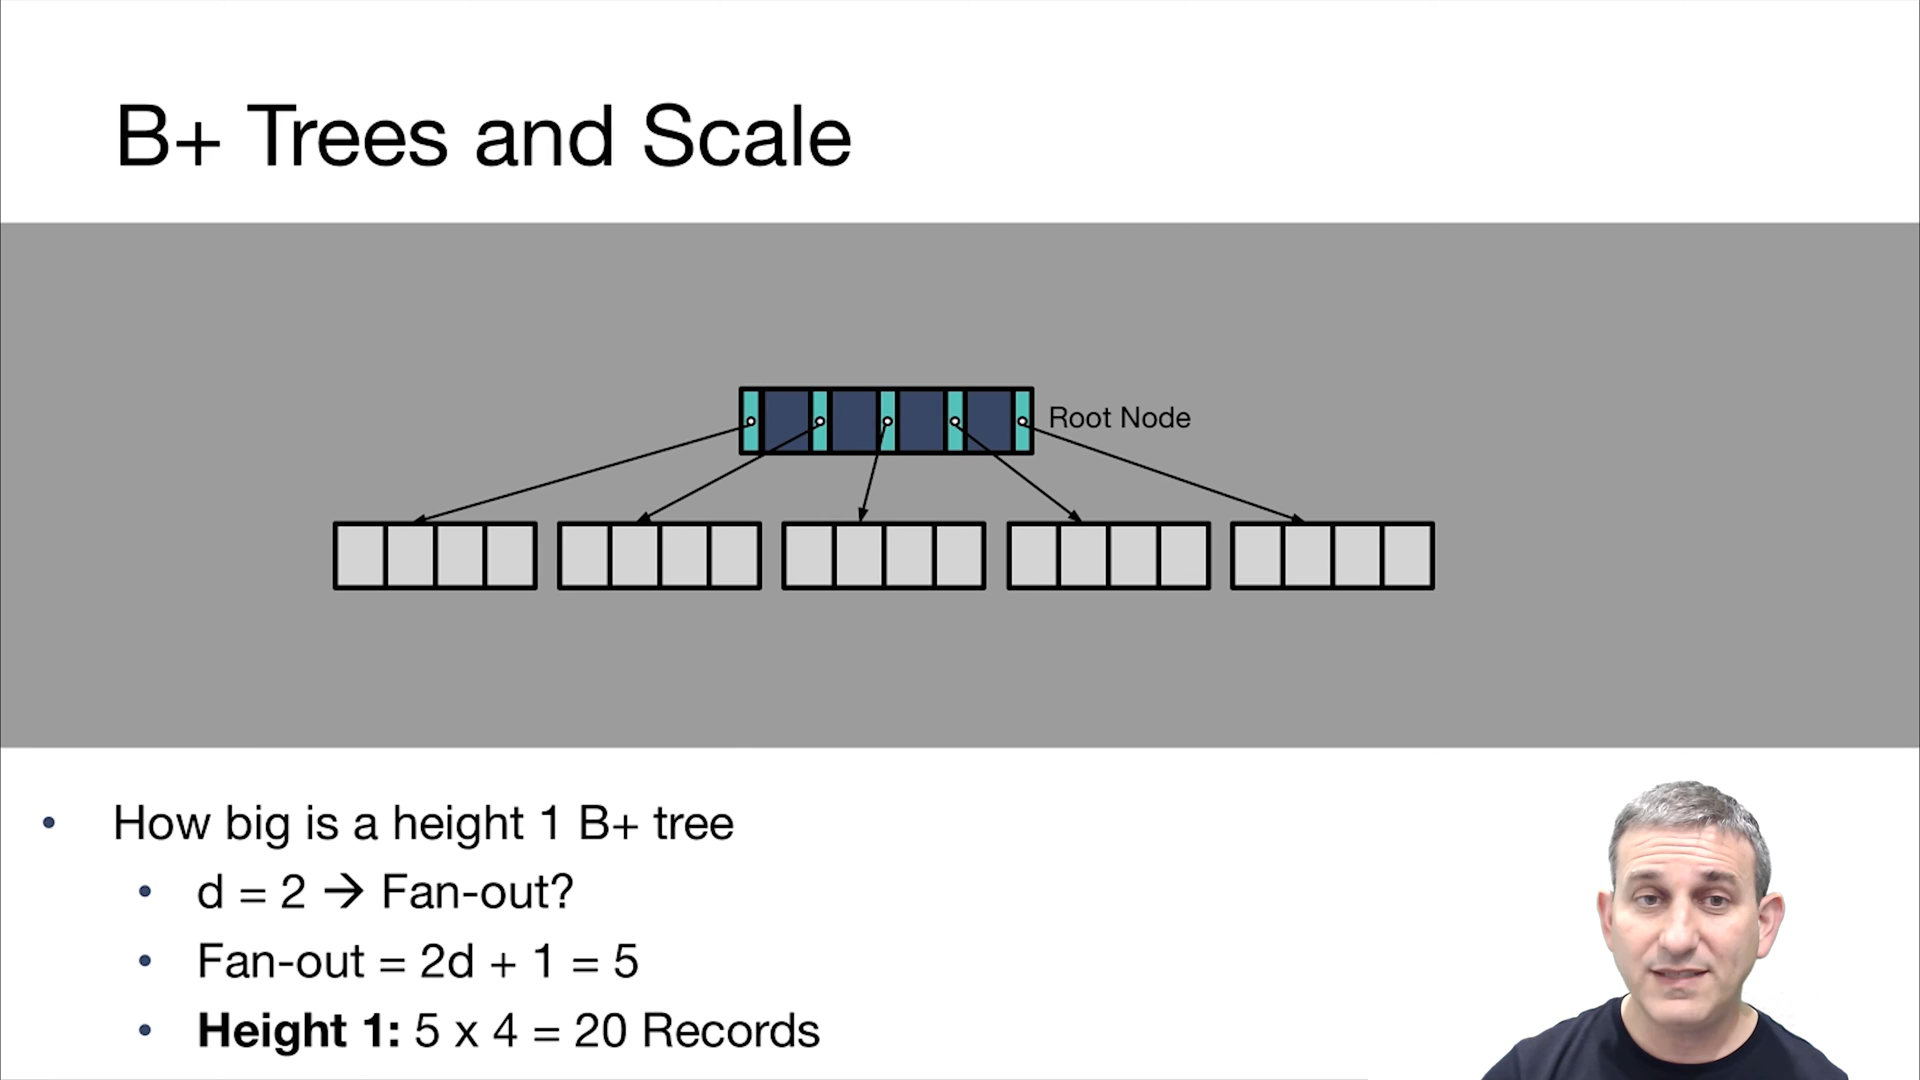 B+ Trees and Scale
Root Node
• How big is a height 1 B+ tree
• d = 2 → Fan-out?
• Fan-out = 2d + 1 = 5
• Height 1: 5 x 4 = 20 Records